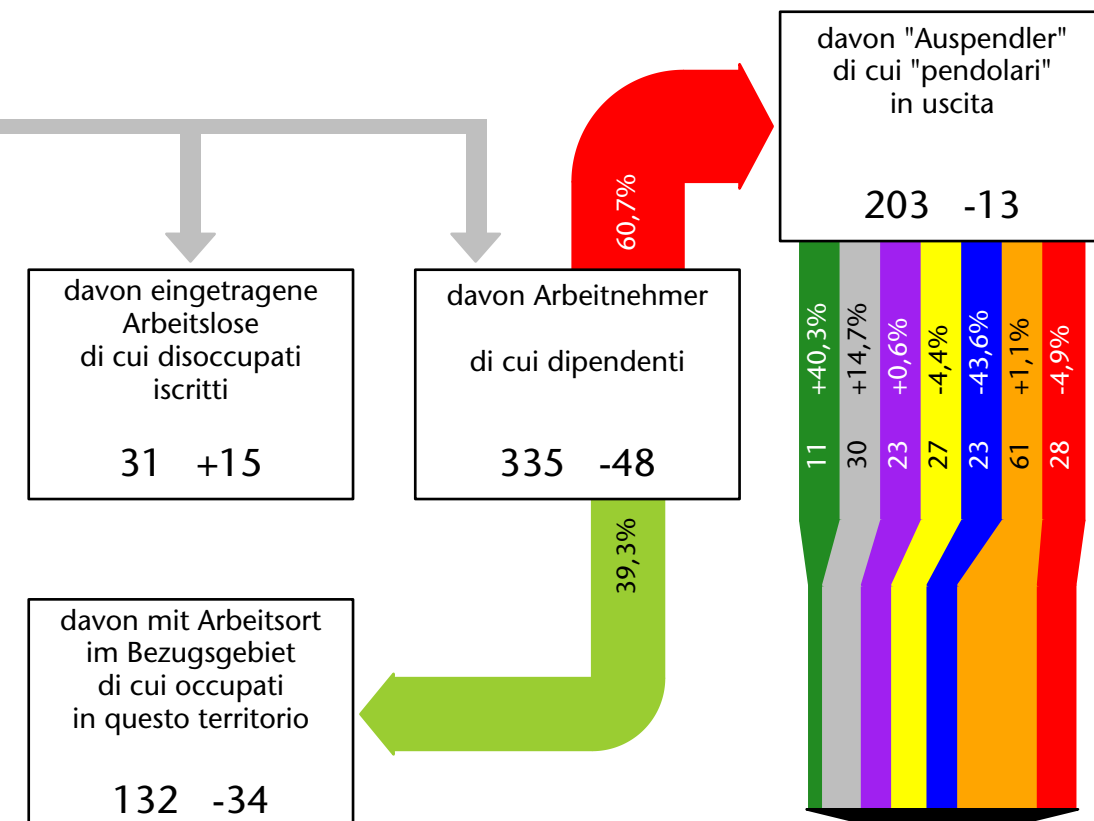 davon "Auspendler"
di cui "pendolari"
in uscita
203 -13
60,7%
davon eingetragene
Arbeitslose
di cui disoccupati
iscritti
31 +15
davon Arbeitnehmer
di cui dipendenti
335 -48
11 +40,3%
30 +14,7%
23 +0,6%
27 -4,4%
23 -43,6%
61 +1,1%
28 -4,9%
39,3%
davon mit Arbeitsort
im Bezugsgebiet
di cui occupati
in questo territorio
132 -34